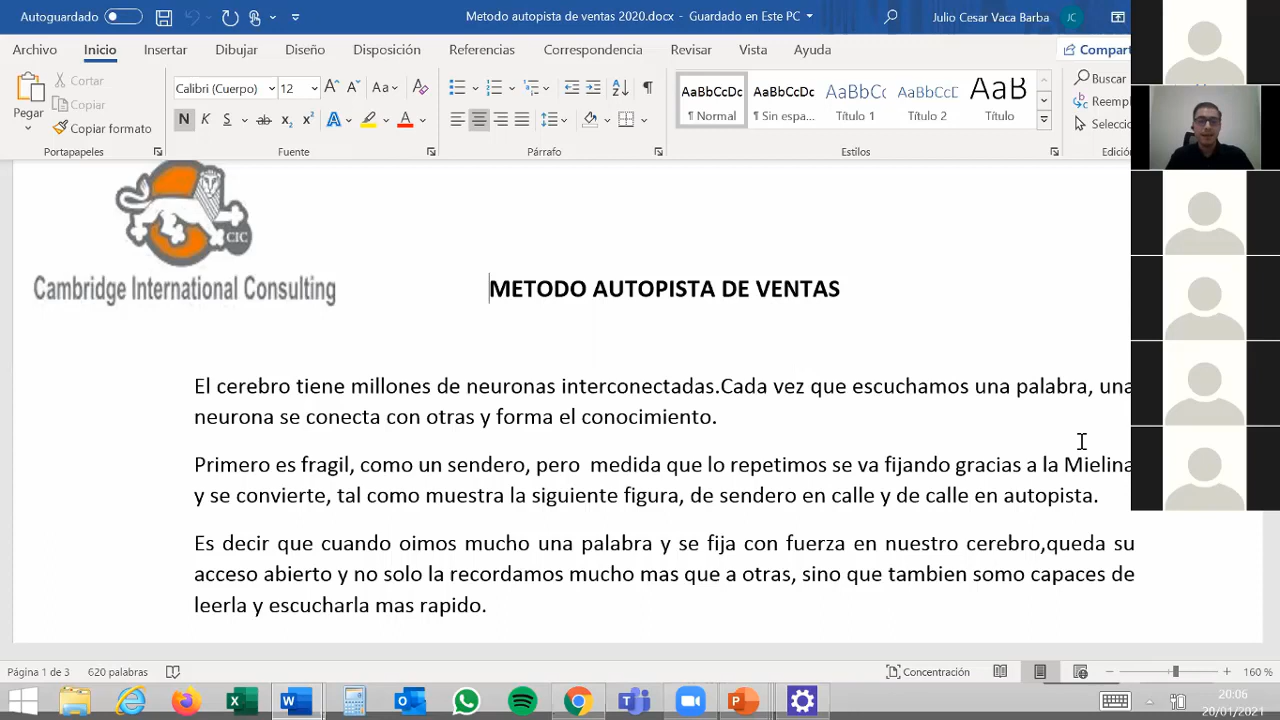 Autoguardado
Metodo autopista de ventas 2020.docx - Guardado en Este PC
Julio Cesar Vaca Barba
JC
Archivo Inicio Insertar Dibujar Diseño Disposición Referencias Correspondencia Revisar Vista Ayuda
Compart
Pegar
Cortar
Copiar
Copiar formato
Portapapeles
Calibri (Cuerpo) 12
N K S ab x₂ x²
Fuente
Párrafo
AaBbCcDc AaBbCcDc AaBbCc AaBbCcD AaB
¶ Normal ¶ Sin espa... Título 1 Título 2 Título
Estilos
Buscar
Reempl
Selecci
Edición
CIC
Cambridge International Consulting
METODO AUTOPISTA DE VENTAS
El cerebro tiene millones de neuronas interconectadas.Cada vez que escuchamos una palabra, una
neurona se conecta con otras y forma el conocimiento.
Primero es fragil, como un sendero, pero medida que lo repetimos se va fijando gracias a la Mielina
y se convierte, tal como muestra la siguiente figura, de sendero en calle y de calle en autopista.
Es decir que cuando oimos mucho una palabra y se fija con fuerza en nuestro cerebro,queda su
acceso abierto y no solo la recordamos mucho mas que a otras, sino que tambien somo capaces de
leerla y escucharla mas rapido.
Página 1 de 3 620 palabras
Concentración
160 %
20:06
20/01/2021